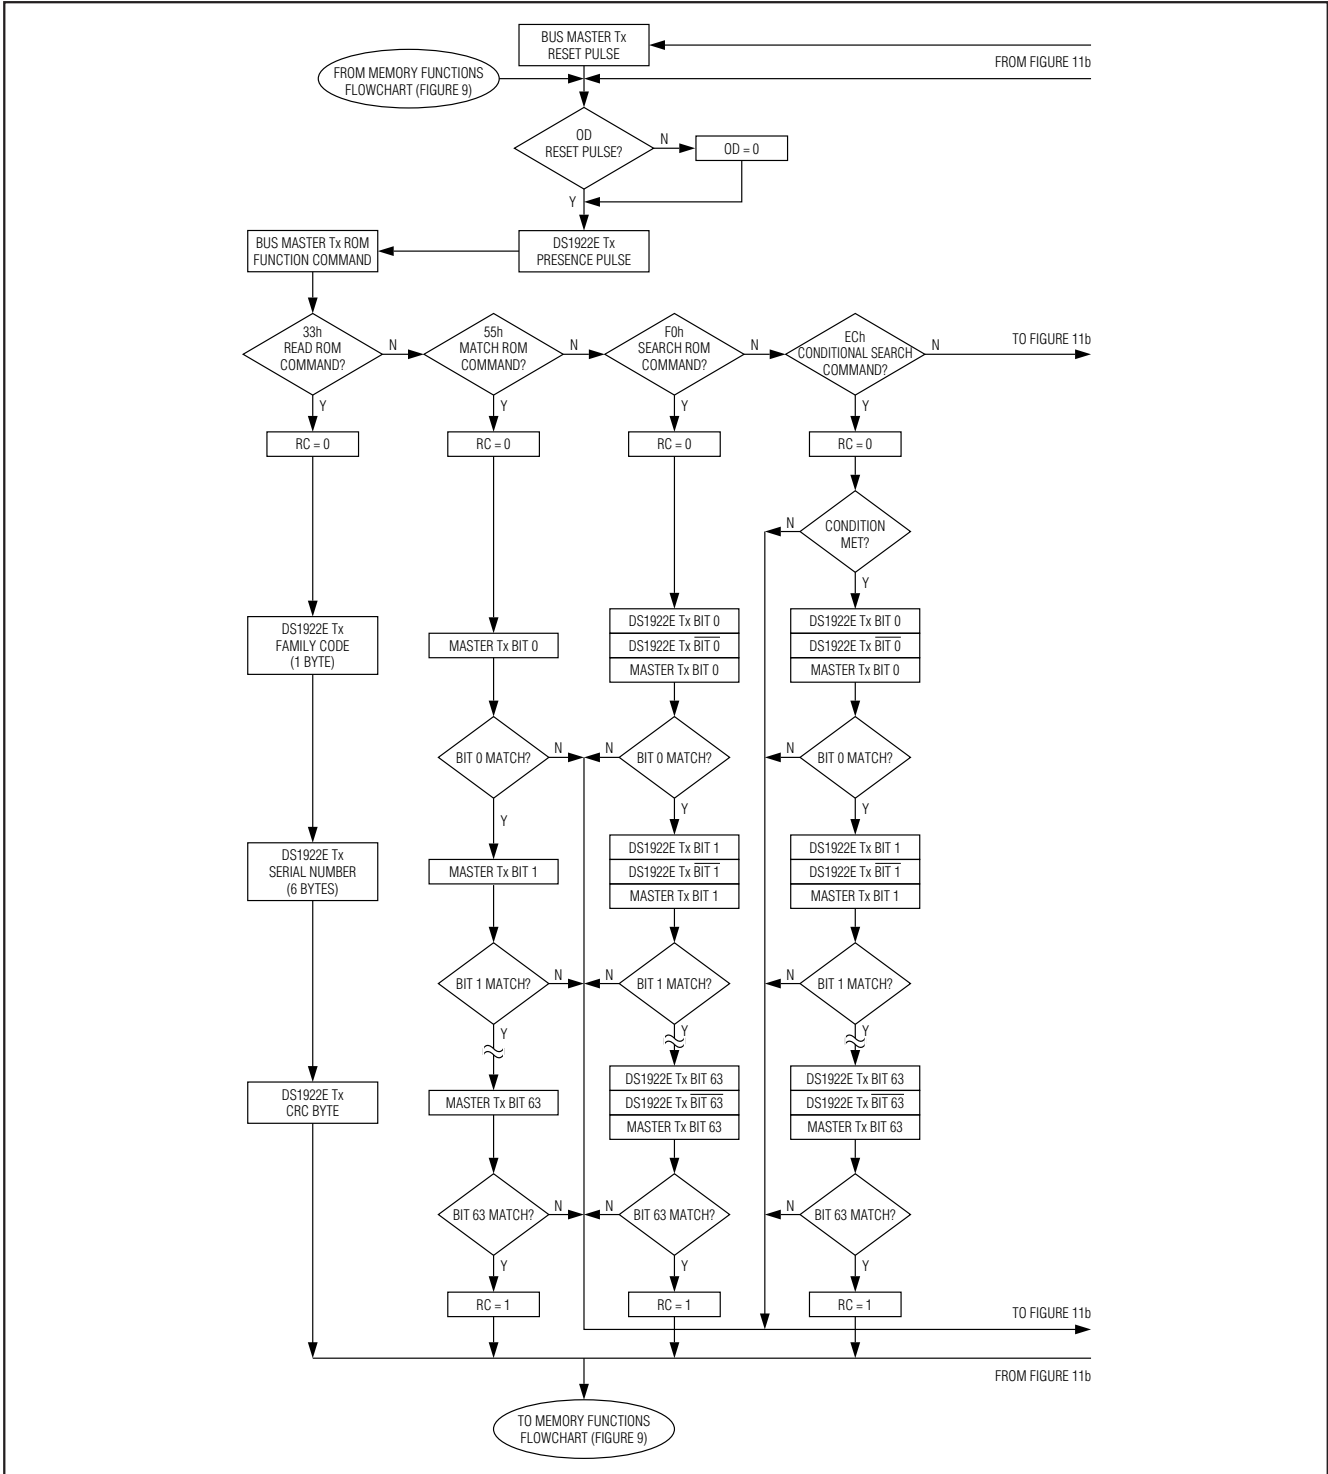 BUS MASTER Tx
RESET PULSE
FROM FIGURE 11b
FROM MEMORY FUNCTIONS
FLOWCHART (FIGURE 9)
OD
RESET PULSE?
N
OD = 0
Y
BUS MASTER Tx ROM
FUNCTION COMMAND
DS1922E Tx
PRESENCE PULSE
33h
READ ROM
COMMAND?
N
55h
MATCH ROM
COMMAND?
N
F0h
SEARCH ROM
COMMAND?
N
ECh
CONDITIONAL SEARCH
COMMAND?
N
TO FIGURE 11b
Y
Y
Y
Y
RC = 0
RC = 0
RC = 0
RC = 0
N
CONDITION
MET?
Y
DS1922E Tx
FAMILY CODE
(1 BYTE)
MASTER Tx BIT 0
DS1922E Tx BIT 0
DS1922E Tx BIT 0
MASTER Tx BIT 0
DS1922E Tx BIT 0
DS1922E Tx BIT 0
MASTER Tx BIT 0
BIT 0 MATCH?
N
N
BIT 0 MATCH?
N
BIT 0 MATCH?
Y
Y
Y
DS1922E Tx
SERIAL NUMBER
(6 BYTES)
MASTER Tx BIT 1
DS1922E Tx BIT 1
DS1922E Tx BIT 1
MASTER Tx BIT 1
DS1922E Tx BIT 1
DS1922E Tx BIT 1
MASTER Tx BIT 1
BIT 1 MATCH?
N
N
BIT 1 MATCH?
N
BIT 1 MATCH?
Y
Y
Y
DS1922E Tx
CRC BYTE
MASTER Tx BIT 63
DS1922E Tx BIT 63
DS1922E Tx BIT 63
MASTER Tx BIT 63
DS1922E Tx BIT 63
DS1922E Tx BIT 63
MASTER Tx BIT 63
BIT 63 MATCH?
N
N
BIT 63 MATCH?
N
BIT 63 MATCH?
Y
Y
Y
RC = 1
RC = 1
RC = 1
TO FIGURE 11b
FROM FIGURE 11b
TO MEMORY FUNCTIONS
FLOWCHART (FIGURE 9)